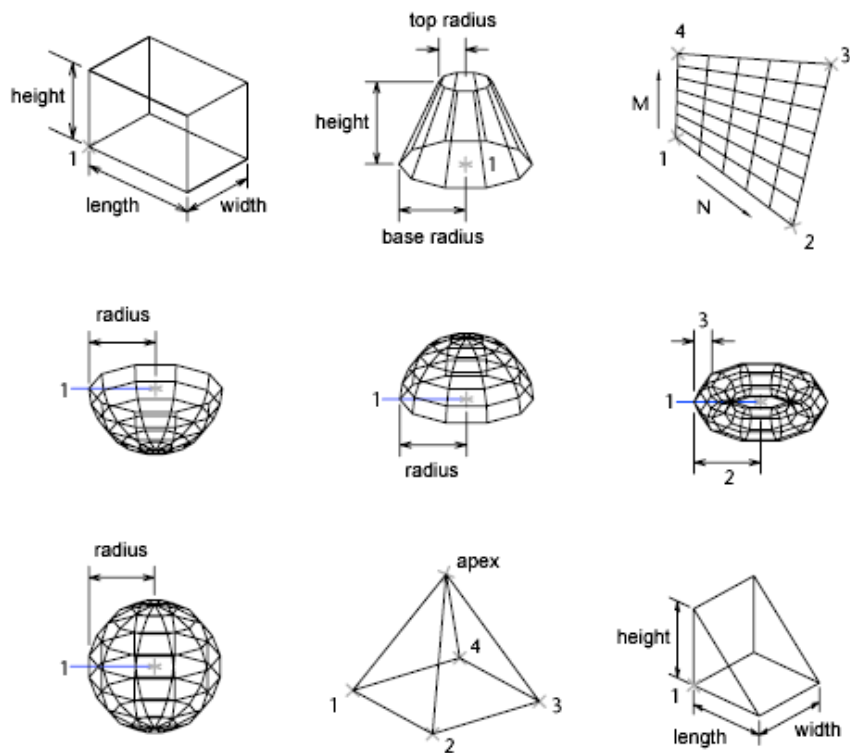 top radius
height
1
length
width
height
1
base radius
4
3
M
1
N
2
radius
1
1
radius
3
1
2
radius
1
apex
1
2
3
4
height
1
length
width